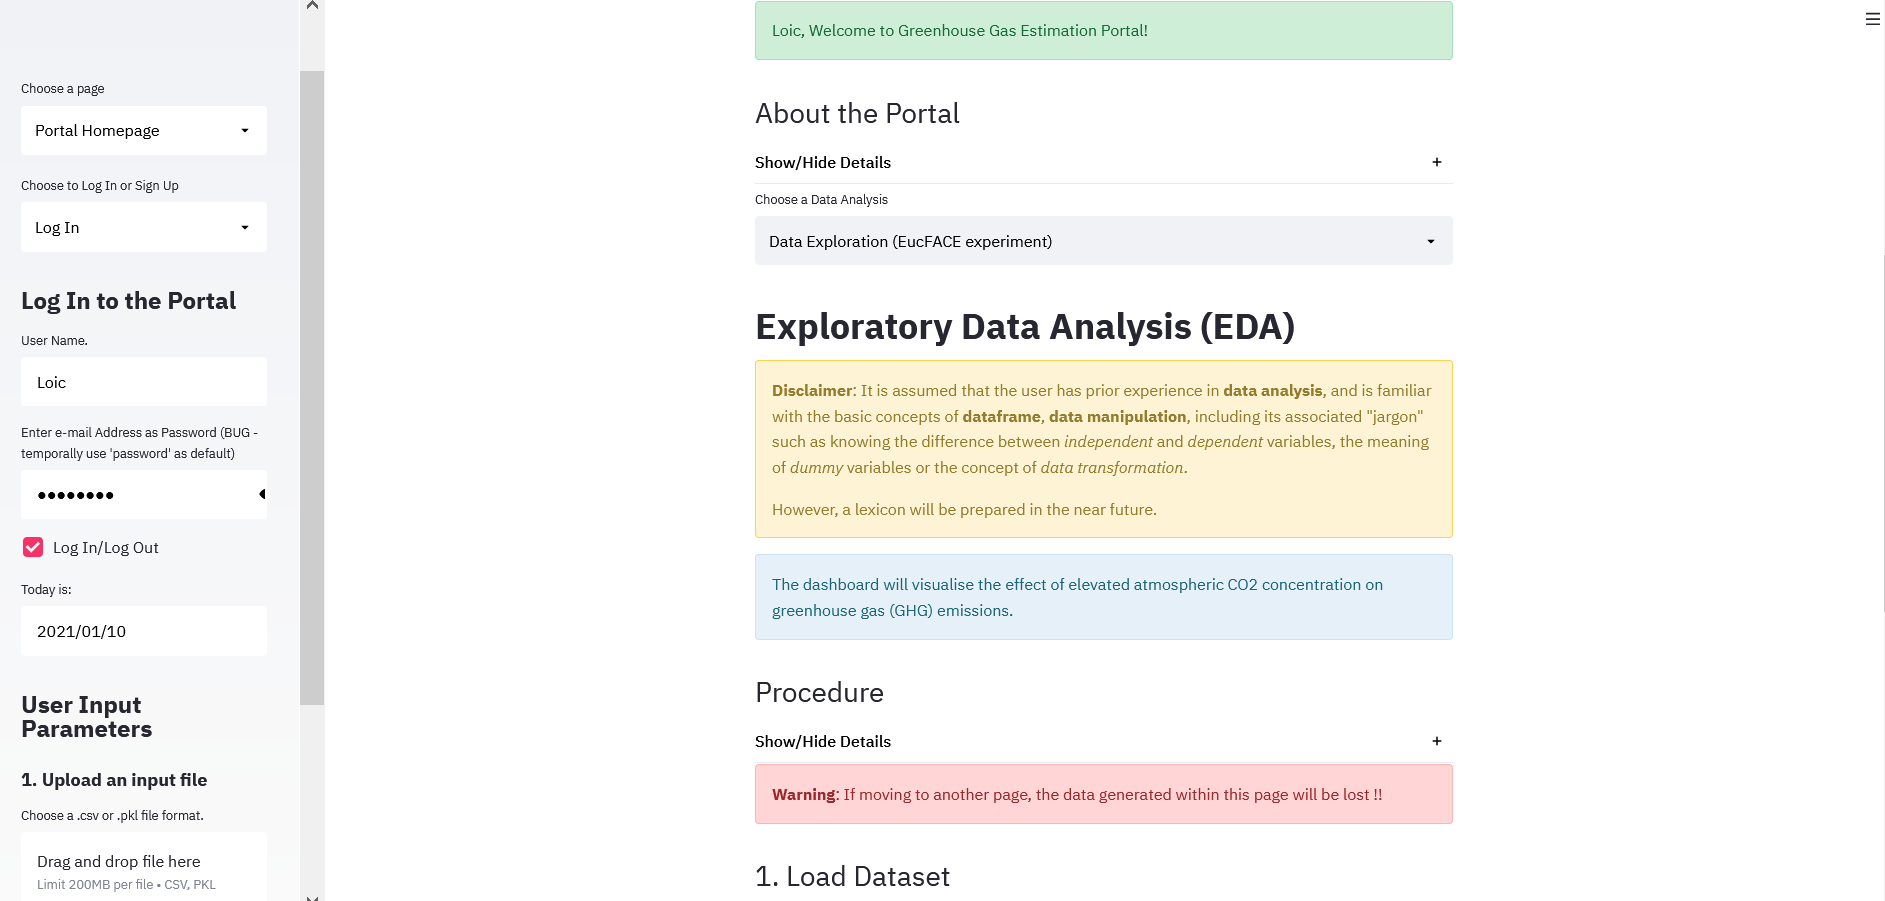 Choose a page
Portal Homepage
Choose to Log In or Sign Up
Log In
Log In to the Portal
User Name.
Loic
Enter e-mail Address as Password (BUG -
temporally use 'password' as default)
••••••••
Log In/Log Out
Today is:
2021/01/10
User Input
Parameters
1. Upload an input file
Choose a .csv or .pkl file format.
Drag and drop file here
Limit 200MB per file • CSV, PKL
Loic, Welcome to Greenhouse Gas Estimation Portal!
About the Portal
Show/Hide Details +
Choose a Data Analysis
Data Exploration (EucFACE experiment)
Exploratory Data Analysis (EDA)
Disclaimer: It is assumed that the user has prior experience in data analysis, and is familiar
with the basic concepts of dataframe, data manipulation, including its associated "jargon"
such as knowing the difference between independent and dependent variables, the meaning
of dummy variables or the concept of data transformation.
However, a lexicon will be prepared in the near future.
The dashboard will visualise the effect of elevated atmospheric CO2 concentration on
greenhouse gas (GHG) emissions.
Procedure
Show/Hide Details +
Warning: If moving to another page, the data generated within this page will be lost !!
1. Load Dataset